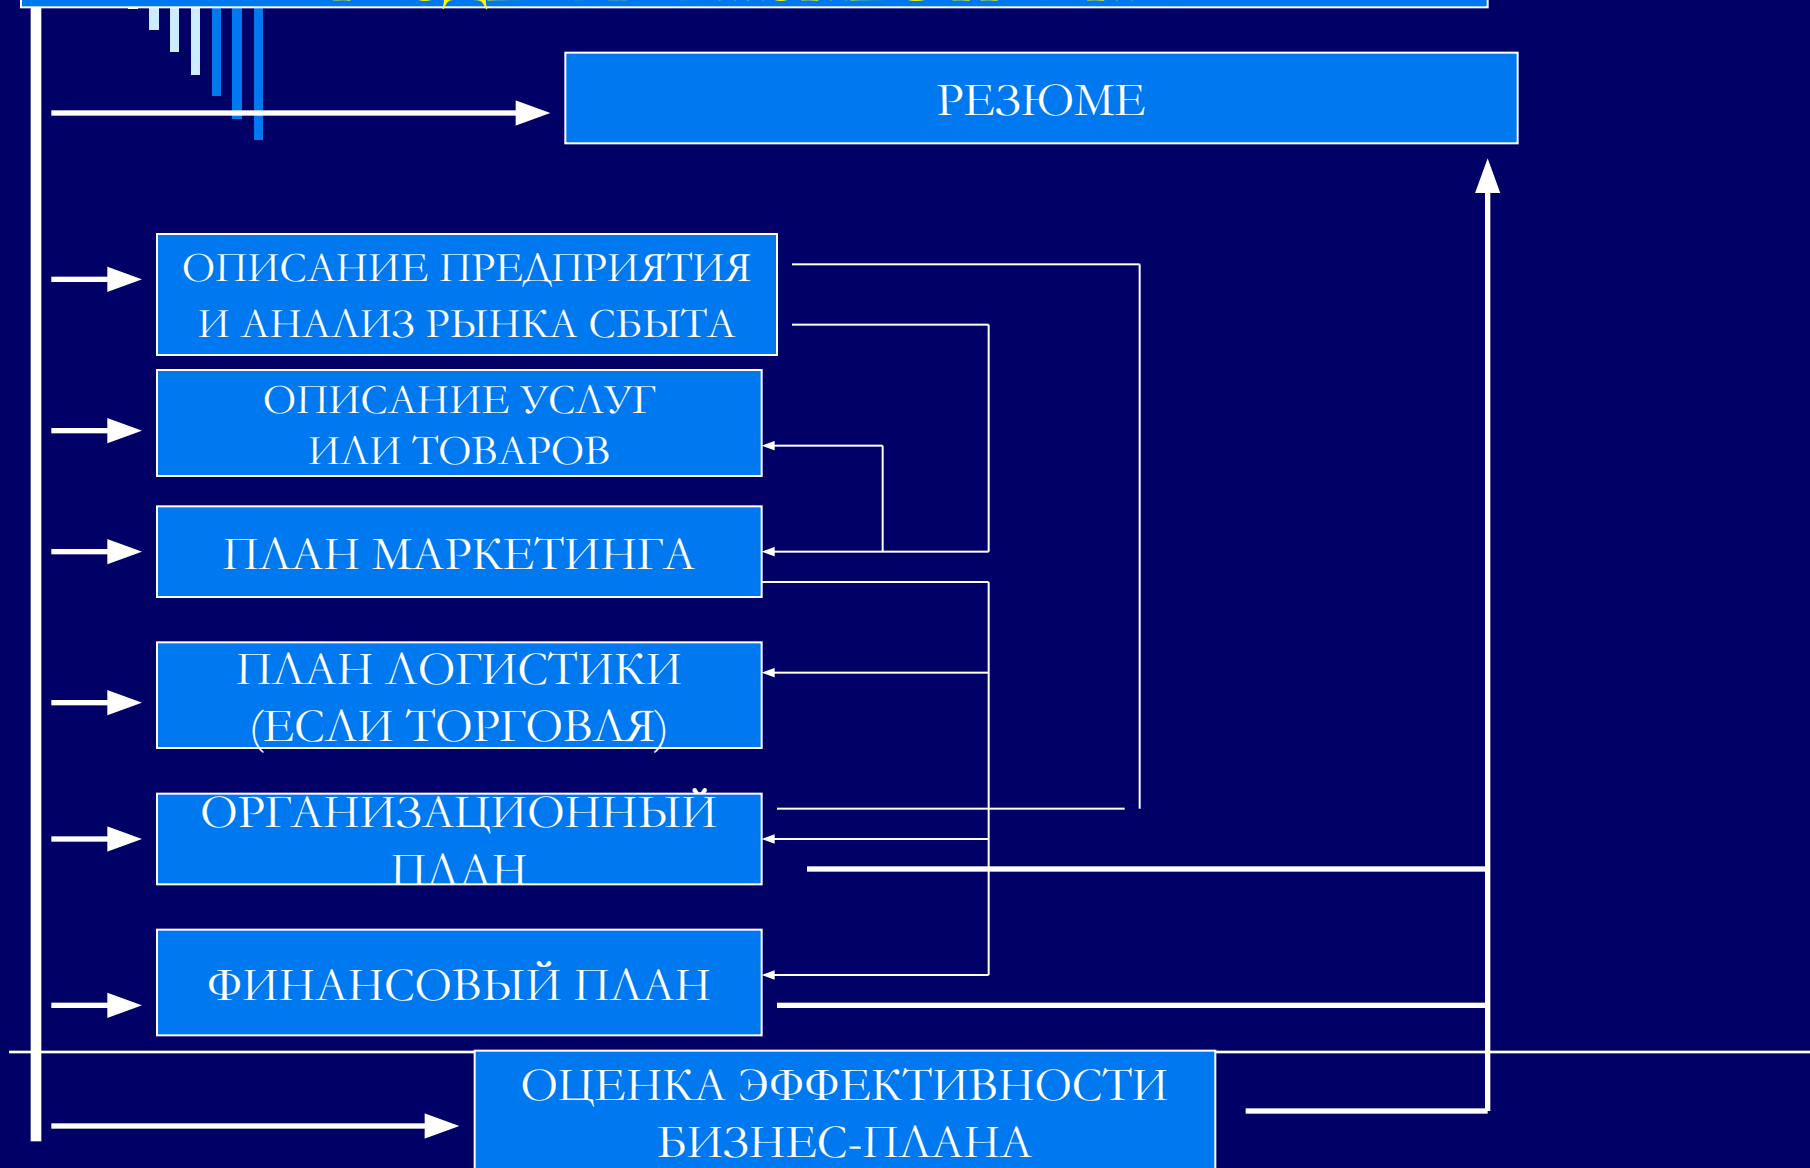 РЕЗЮМЕ
ОПИСАНИЕ ПРЕДПРИЯТИЯ
И АНАЛИЗ РЫНКА СБЫТА
ОПИСАНИЕ УСЛУГ
ИЛИ ТОВАРОВ
ПЛАН МАРКЕТИНГА
ПЛАН ЛОГИСТИКИ
(ЕСЛИ ТОРГОВЛЯ)
ОРГАНИЗАЦИОННЫЙ
ПЛАН
ФИНАНСОВЫЙ ПЛАН
ОЦЕНКА ЭФФЕКТИВНОСТИ
БИЗНЕС-ПЛАНА